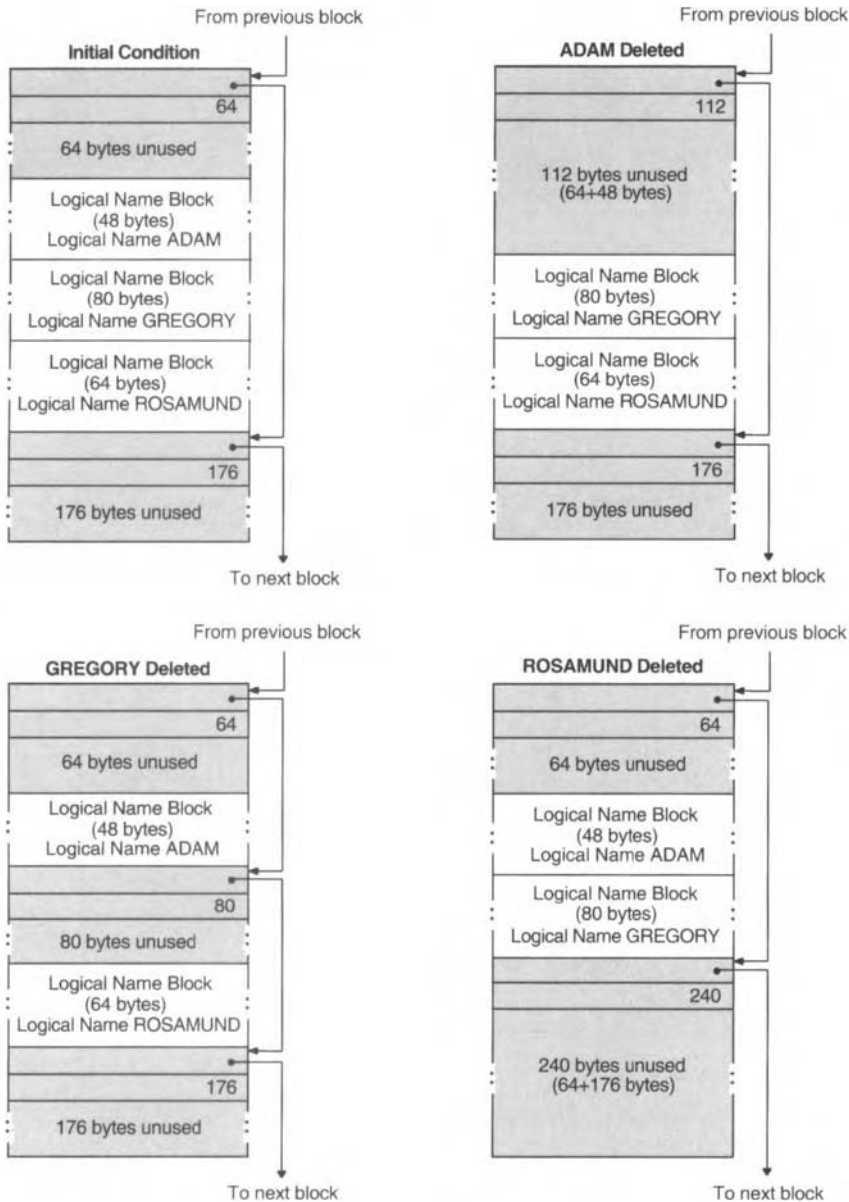 From previous block
Initial Condition
64
64 bytes unused
Logical Name Block
(48 bytes)
Logical Name ADAM
Logical Name Block
(80 bytes)
Logical Name GREGORY
Logical Name Block
(64 bytes)
Logical Name ROSAMUND
176
176 bytes unused
To next block
From previous block
ADAM Deleted
112
112 bytes unused
(64+48 bytes)
Logical Name Block
(80 bytes)
Logical Name GREGORY
Logical Name Block
(64 bytes)
Logical Name ROSAMUND
176
176 bytes unused
To next block
From previous block
GREGORY Deleted
64
64 bytes unused
Logical Name Block
(48 bytes)
Logical Name ADAM
80
80 bytes unused
Logical Name Block
(64 bytes)
Logical Name ROSAMUND
176
176 bytes unused
To next block
From previous block
ROSAMUND Deleted
64
64 bytes unused
Logical Name Block
(48 bytes)
Logical Name ADAM
Logical Name Block
(80 bytes)
Logical Name GREGORY
240
240 bytes unused
(64+176 bytes)
To next block